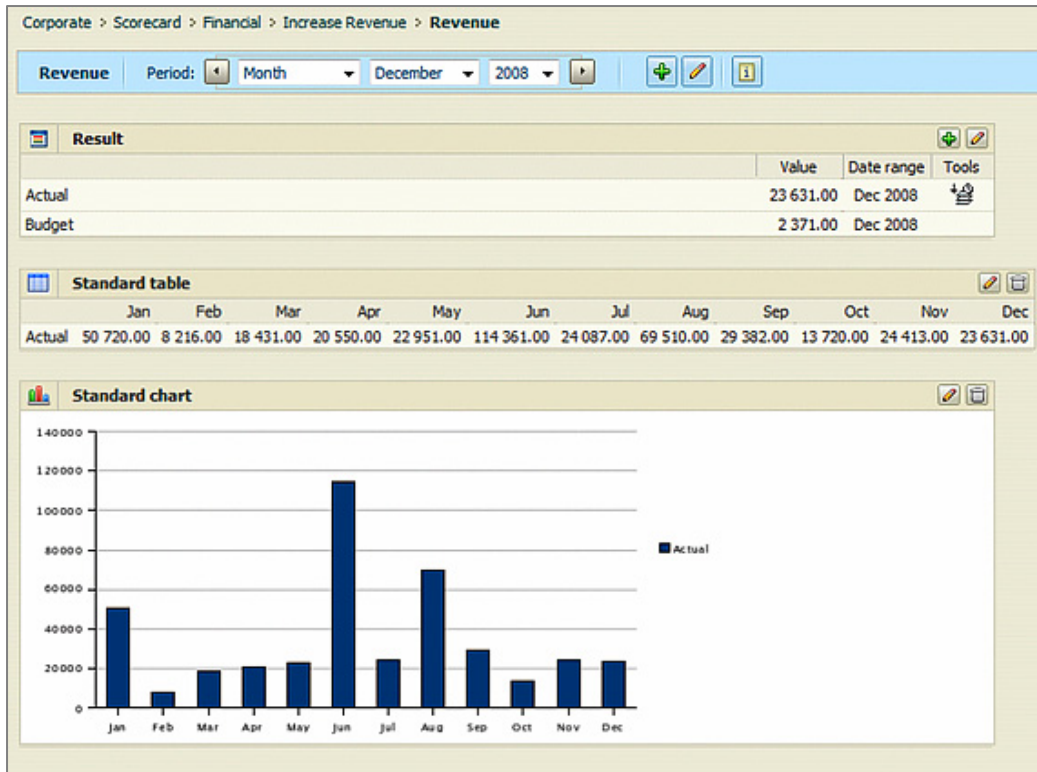 Corporate > Scorecard > Financial > Increase Revenue > Revenue
Revenue Period: Month December 2008
Result
Value Date range Tools
Actual 23 631.00 Dec 2008
Budget 2 371.00 Dec 2008
Standard table
Jan Feb Mar Apr May Jun Jul Aug Sep Oct Nov Dec
Actual 50 720.00 8 216.00 18 431.00 20 550.00 22 951.00 114 361.00 24 087.00 69 510.00 29 382.00 13 720.00 24 413.00 23 631.00
Standard chart
140000
120000
100000
80000
Actual
60000
40000
20000
0
Jan Feb Mar Apr May Jun Jul Aug Sep Oct Nov Dec